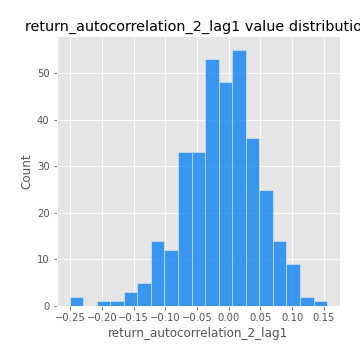 return_autocorrelation_2_lag1 value distributio
50
40
30
20
10
0
Count
−0.25 −0.20 −0.15 −0.10 −0.05 0.00 0.05 0.10 0.15
return_autocorrelation_2_lag1